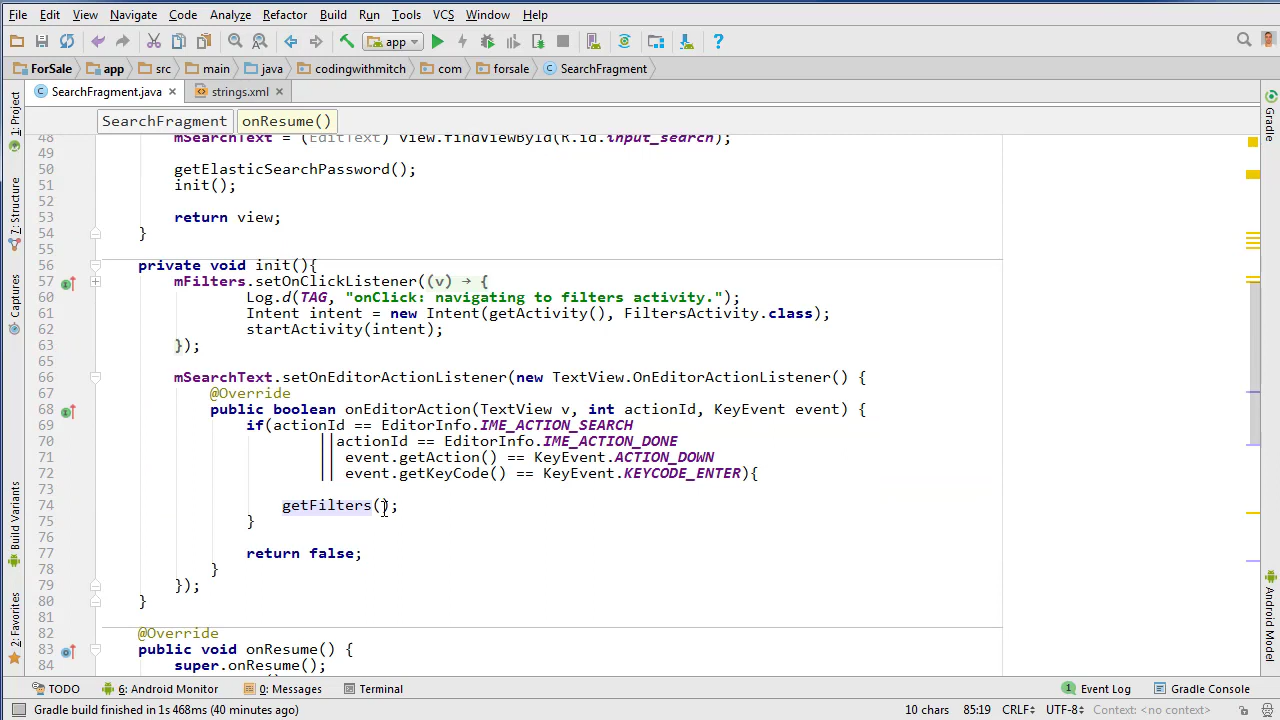 File Edit View Navigate Code Analyze Refactor Build Run Tools VCS Window Help
app
ForSale app src main java codingwithmitch com forsale SearchFragment
SearchFragment.java strings.xml
SearchFragment onResume()
48 mSearchText = (EditText) view.findViewById(R.id.input_search);
49
50 getElasticSearchPassword();
51 init();
52
53 return view;
54 }
55
56 private void init(){
57 mFilters.setOnClickListener((v) → {
60 Log.d(TAG, "onClick: navigating to filters activity.");
61 Intent intent = new Intent(getActivity(), FiltersActivity.class);
62 startActivity(intent);
63 });
65
66 mSearchText.setOnEditorActionListener(new TextView.OnEditorActionListener() {
67 @Override
68 public boolean onEditorAction(TextView v, int actionId, KeyEvent event) {
69 if(actionId == EditorInfo.IME_ACTION_SEARCH
70 ||actionId == EditorInfo.IME_ACTION_DONE
71 || event.getAction() == KeyEvent.ACTION_DOWN
72 || event.getKeyCode() == KeyEvent.KEYCODE_ENTER){
73
74 getFilters();
75 }
76
77 return false;
78 }
79 });
80 }
81
82 @Override
83 public void onResume() {
84 super.onResume();
1: Project
7: Structure
Captures
Build Variants
2: Favorites
Gradle
Android Model
TODO 6: Android Monitor 0: Messages Terminal 1 Event Log Gradle Console
Gradle build finished in 1s 468ms (40 minutes ago) 10 chars 85:19 CRLF UTF-8 Context: <no context>